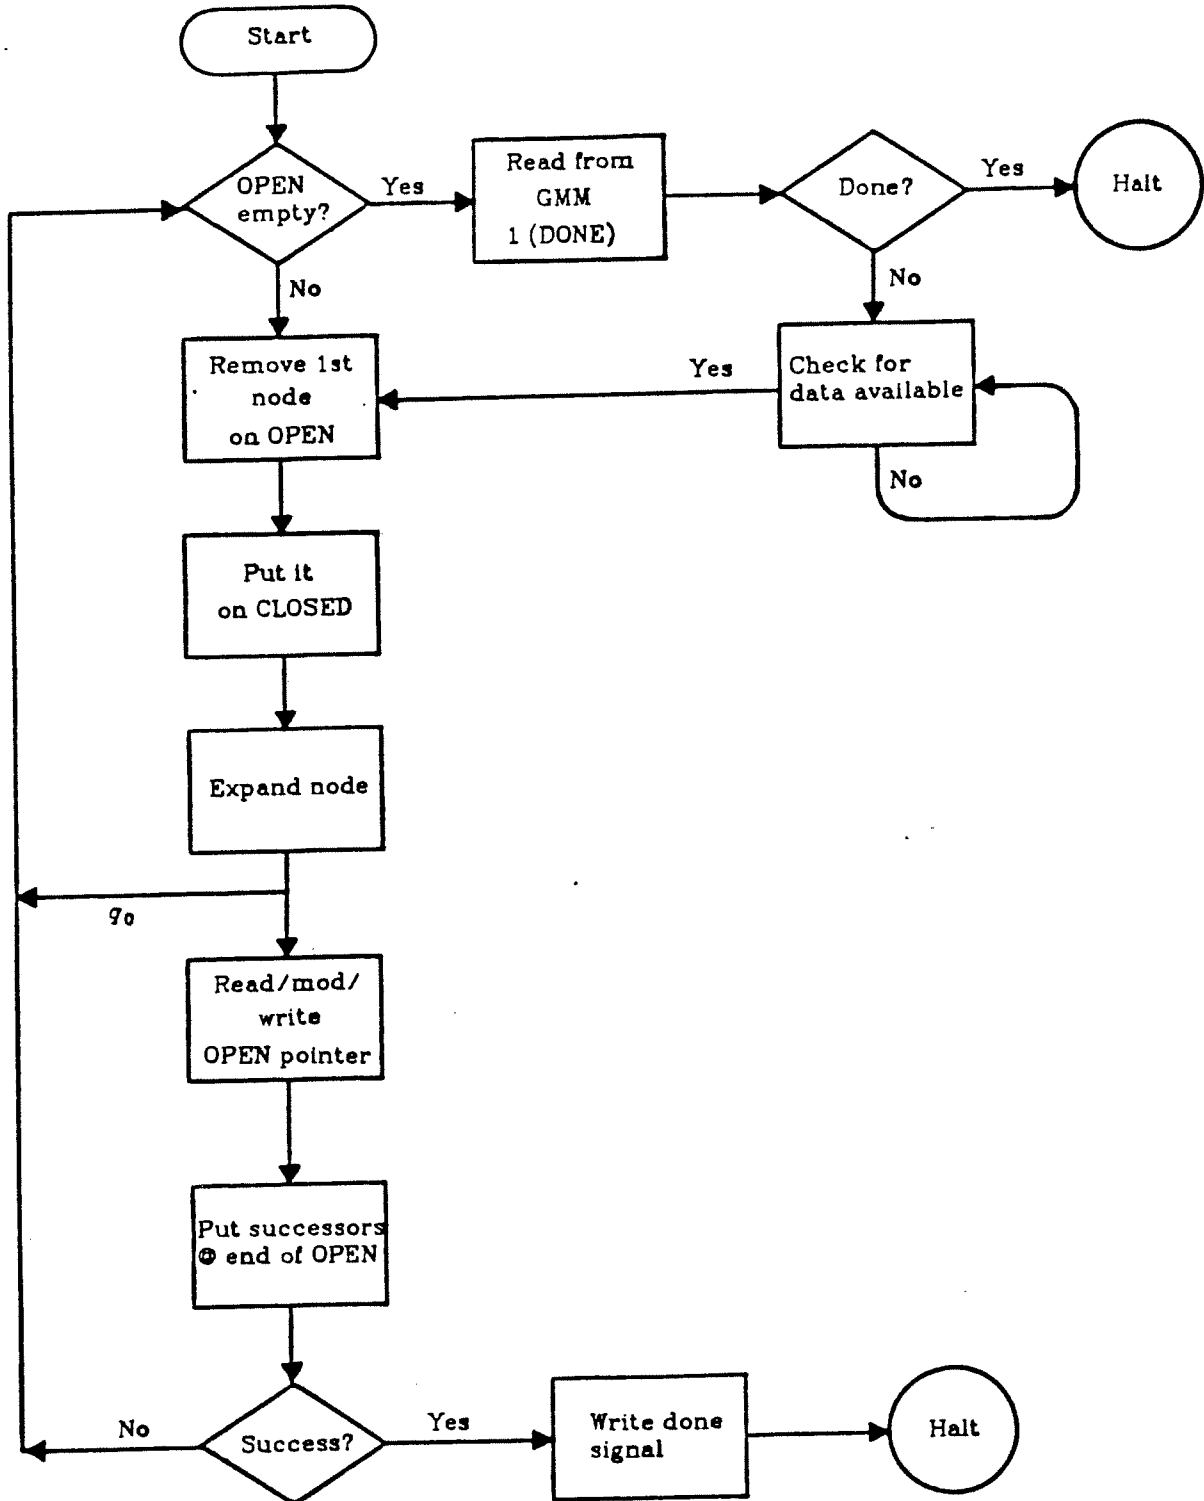 Start
OPEN
empty?
Yes
Read from
GMM
1 (DONE)
Done?
Yes
Halt
No
No
Remove 1st
node
on OPEN
Yes
Check for
data available
No
Put it
on CLOSED
Expand node
q0
Read/mod/
write
OPEN pointer
Put successors
@ end of OPEN
No
Success?
Yes
Write done
signal
Halt